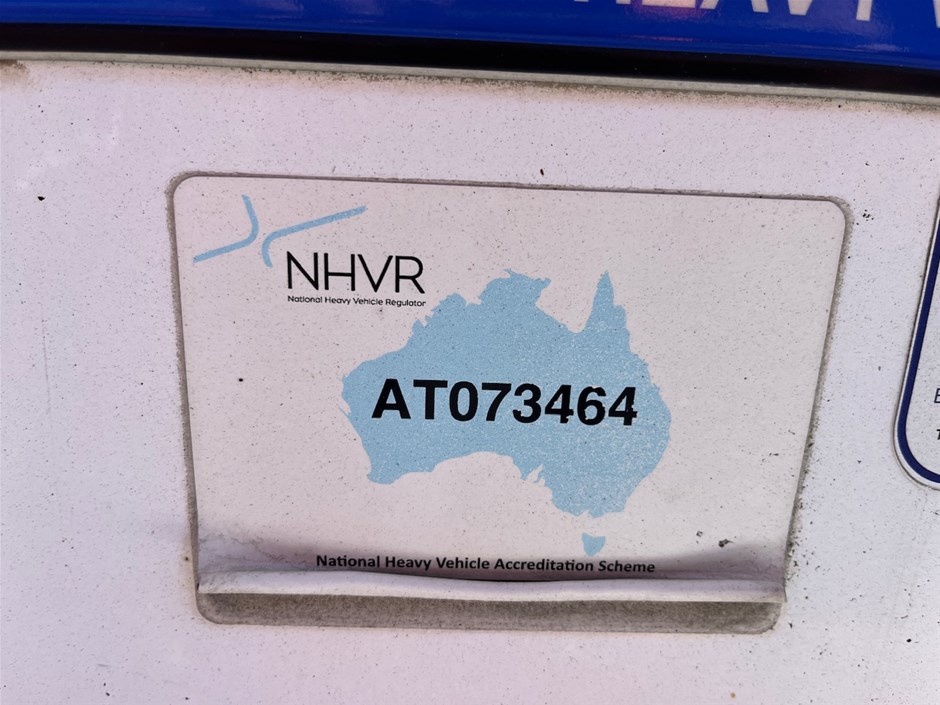 NHVR
National Heavy Vehicle Regulator
AT073464
National Heavy Vehicle Accreditation Scheme